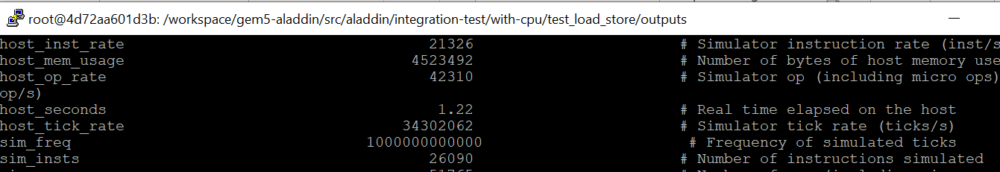 root@4d72aa601d3b: /workspace/gem5-aladdin/src/aladdin/integration-test/with-cpu/test_load_store/outputs
host_inst_rate 21326 # Simulator instruction rate (inst/s
host_mem_usage 4523492 # Number of bytes of host memory use
host_op_rate 42310 # Simulator op (including micro ops)
op/s)
host_seconds 1.22 # Real time elapsed on the host
host_tick_rate 34302062 # Simulator tick rate (ticks/s)
sim_freq 1000000000000 # Frequency of simulated ticks
sim_insts 26090 # Number of instructions simulated